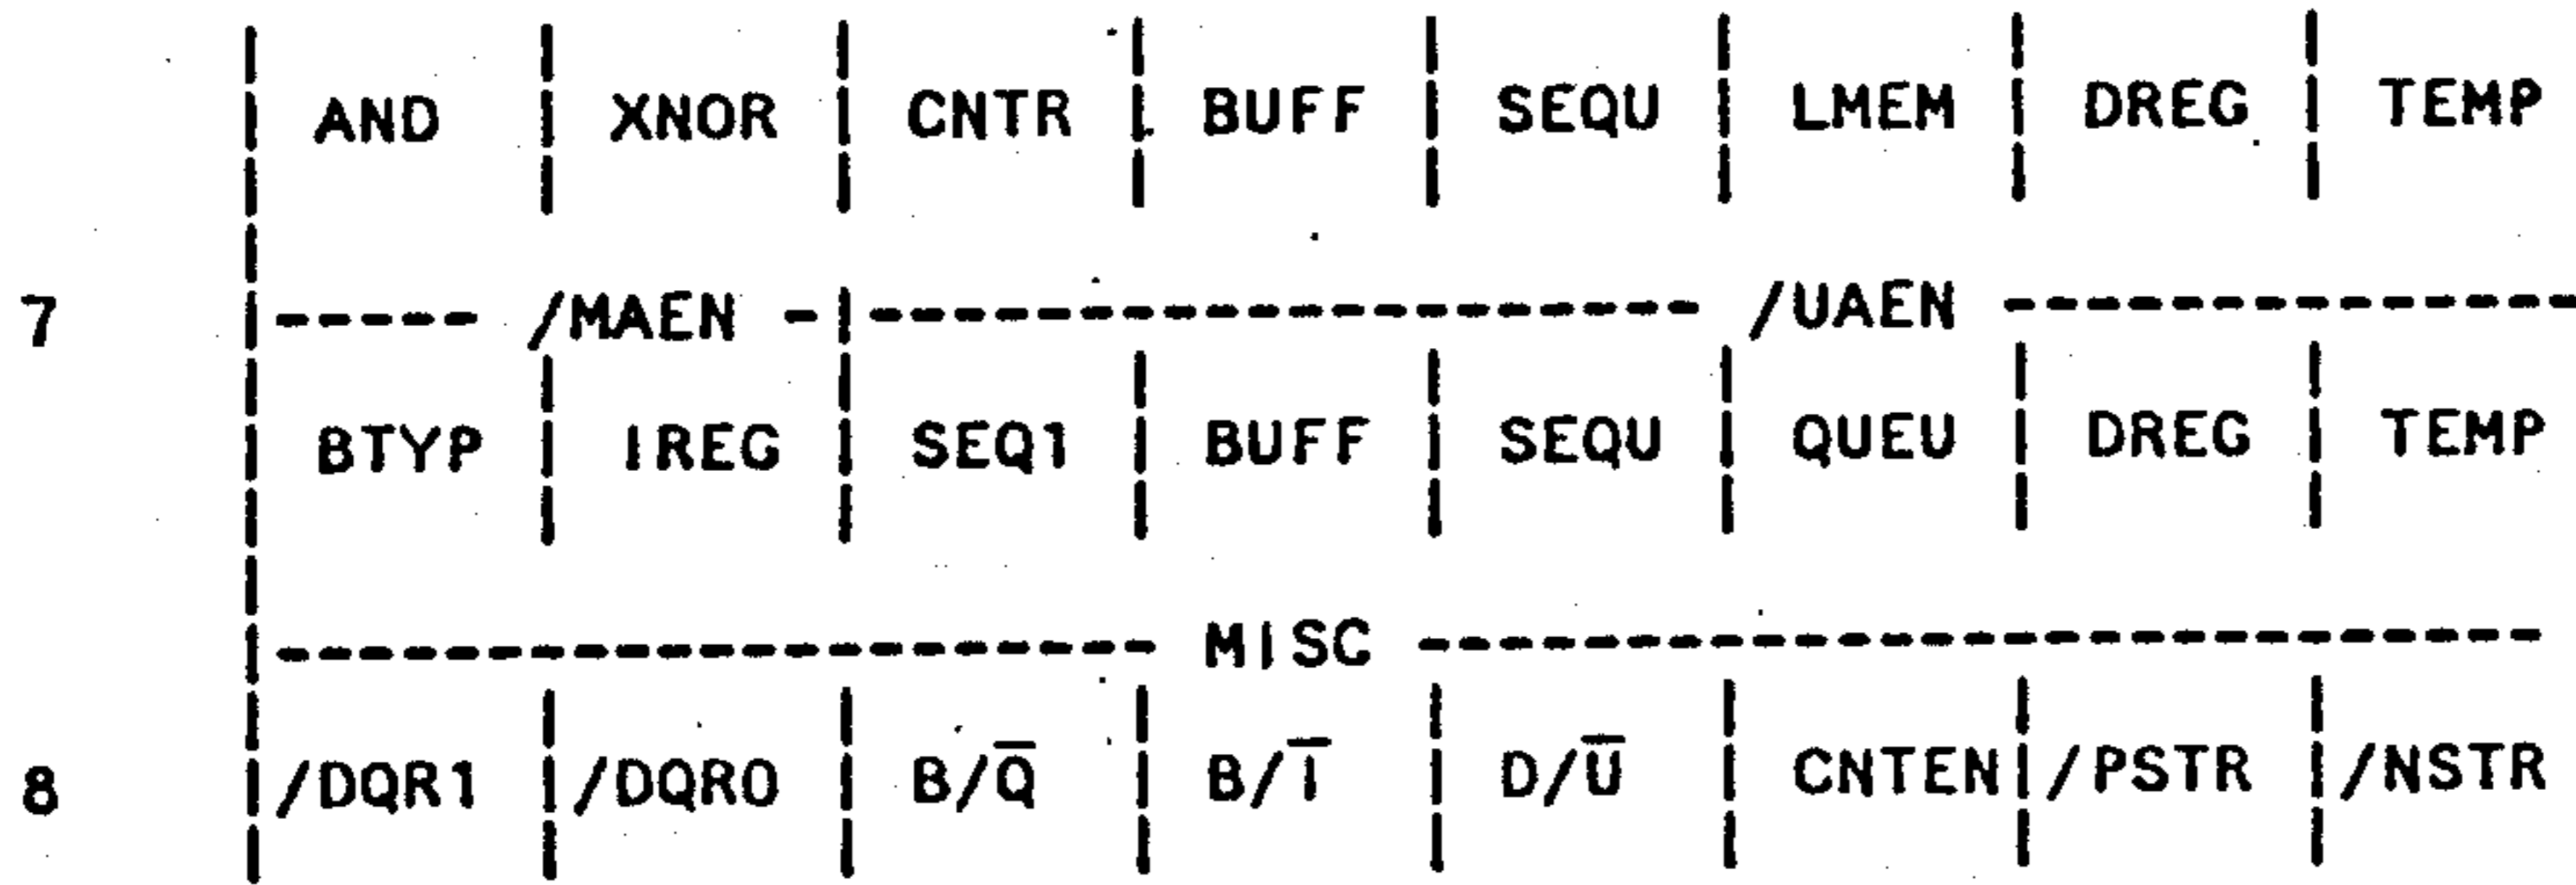 AND | XNOR | CNTR | BUFF | SEQU | LMEM | DREG | TEMP
7 |----- /MAEN -|-------------------- /UAEN --------------
BTYP | IREG | SEQ1 | BUFF | SEQU | QUEU | DREG | TEMP
|--------------------- MISC ---------------------------
8 |/DQR1 |/DQR0 | B/Q̅ | B/T̅ | D/U̅ | CNTEN|/PSTR |/NSTR